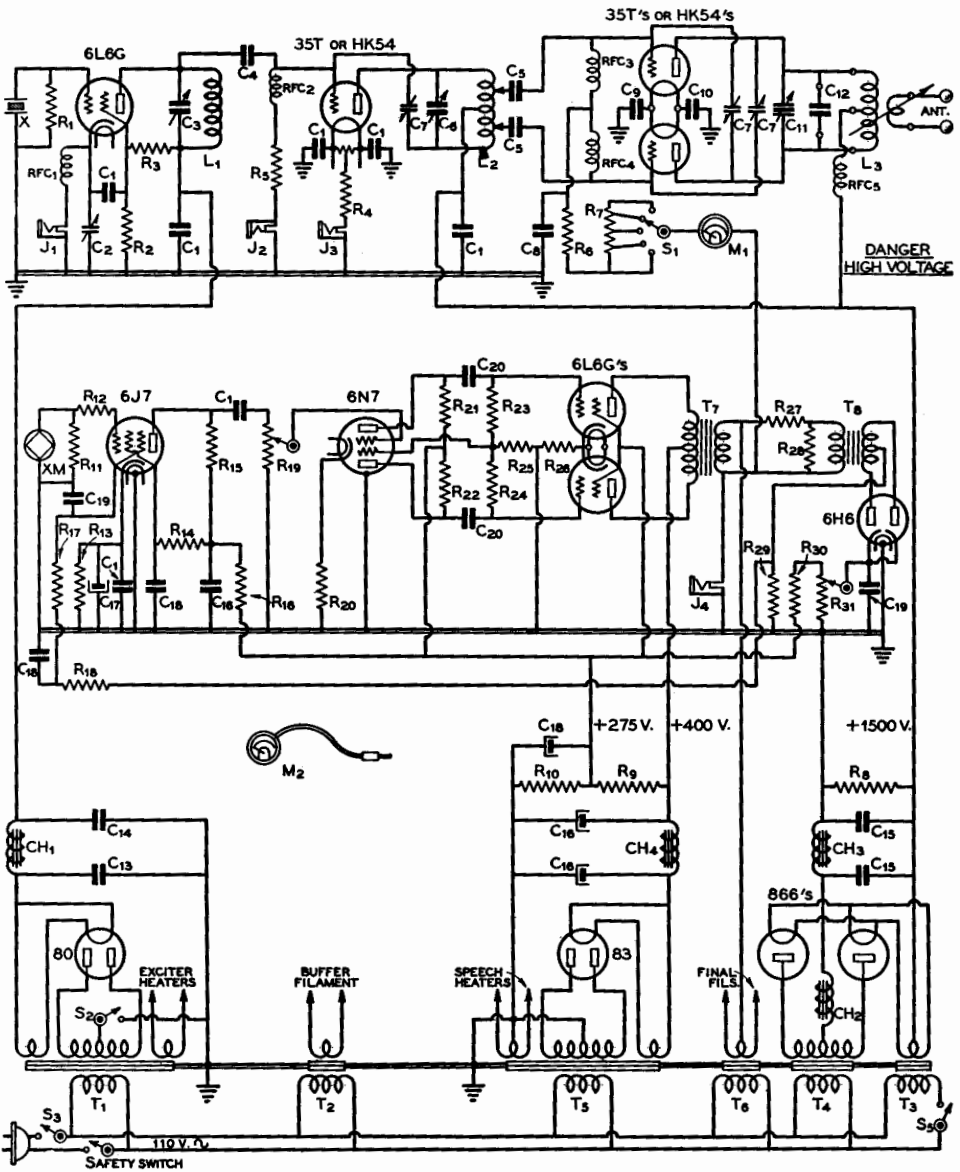 35T's OR HK54's
6L6G
35T OR HK54
C4
RFC2
RFC3
C5
C9
C10
C12
ANT.
X
R1
C3
L1
C1
C1
C7
C6
L2
C5
C7
C7
C11
L3
RFC1
R3
R5
R4
RFC4
RFC5
C1
J1
C2
R2
C1
J2
J3
C1
C8
R6
R7
S1
M1
DANGER
HIGH VOLTAGE
R12
6J7
C1
6N7
C20
6L6G's
T7
R27
T8
XM
R11
R15
R19
R21
R23
R25
R26
R28
C19
R22
R24
6H6
R17
R13
R14
C20
R29
R30
C1
C17
C18
C16
R16
R20
J4
R31
C19
C18
R18
C18
+275 V.
+400 V.
+1500 V.
M2
R10
R9
R8
C14
C16
C15
CH1
CH4
CH3
C13
C16
C15
866's
80
83
EXCITER
HEATERS
BUFFER
FILAMENT
SPEECH
HEATERS
FINAL
FILS.
S2
CH2
T1
T2
T5
T6
T4
T3
S3
S5
110 V. ∿
SAFETY SWITCH